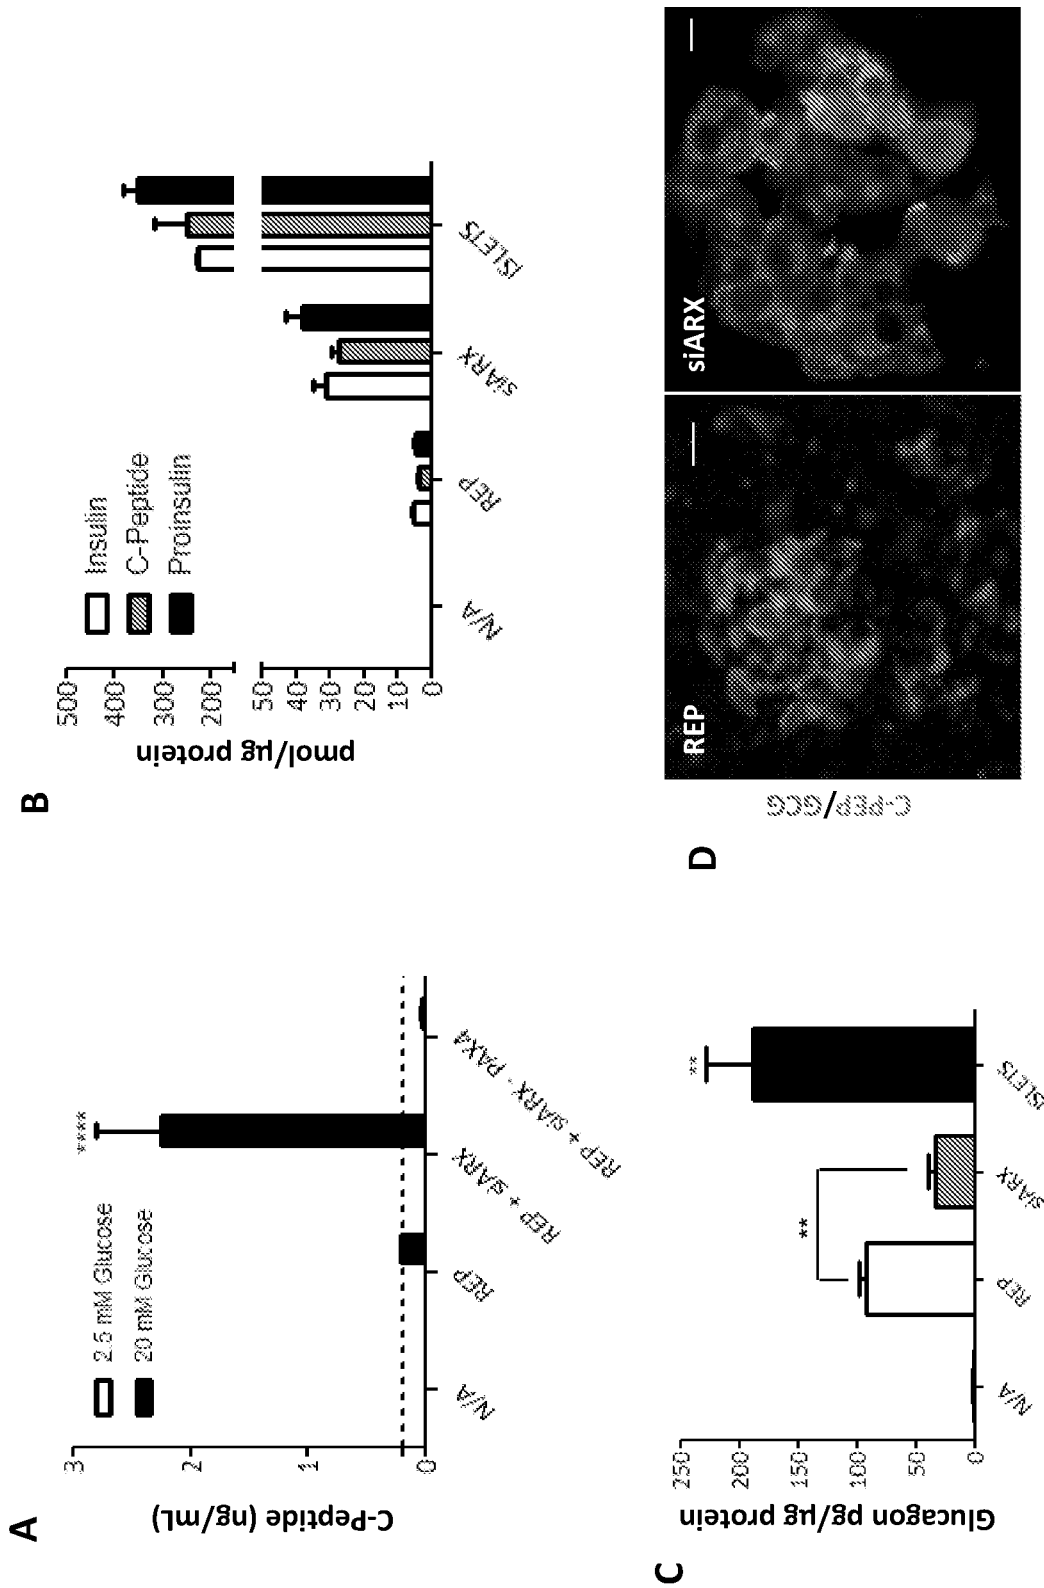 A
C-Peptide (ng/mL)
3
2
1
0
2.5 mM Glucose
20 mM Glucose
****
N/A
REP
REP + siARX
REP + siARX - PAX4
B
pmol/µg protein
500
400
300
200
50
40
30
20
10
0
Insulin
C-Peptide
Proinsulin
N/A
REP
siARX
ISLETS
C
Glucagon pg/µg protein
250
200
150
100
50
0
**
**
N/A
REP
siARX
ISLETS
D
C-PEP/GCG
REP
siARX